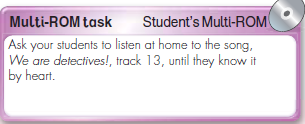 Multi-ROM task Student's Multi-ROM
Ask your students to listen at home to the song,
We are detectives!, track 13, until they know it
by heart.